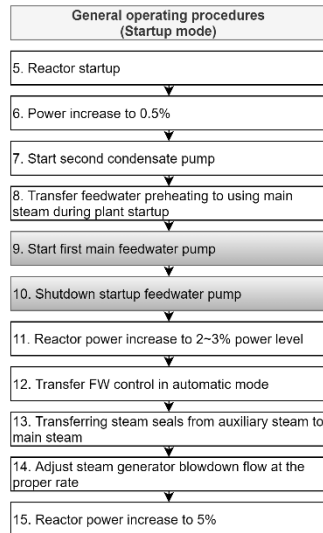 General operating procedures
(Startup mode)
5. Reactor startup
6. Power increase to 0.5%
7. Start second condensate pump
8. Transfer feedwater preheating to using main
steam during plant startup
9. Start first main feedwater pump
10. Shutdown startup feedwater pump
11. Reactor power increase to 2~3% power level
12. Transfer FW control in automatic mode
13. Transferring steam seals from auxiliary steam to
main steam
14. Adjust steam generator blowdown flow at the
proper rate
15. Reactor power increase to 5%